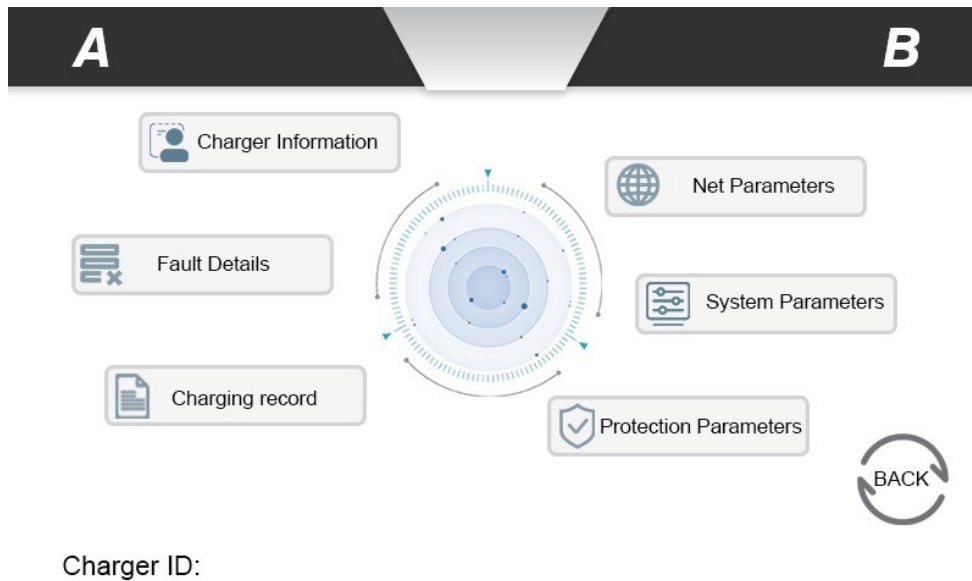 A
B
Charger Information
Net Parameters
Fault Details
System Parameters
Charging record
Protection Parameters
BACK
Charger ID: